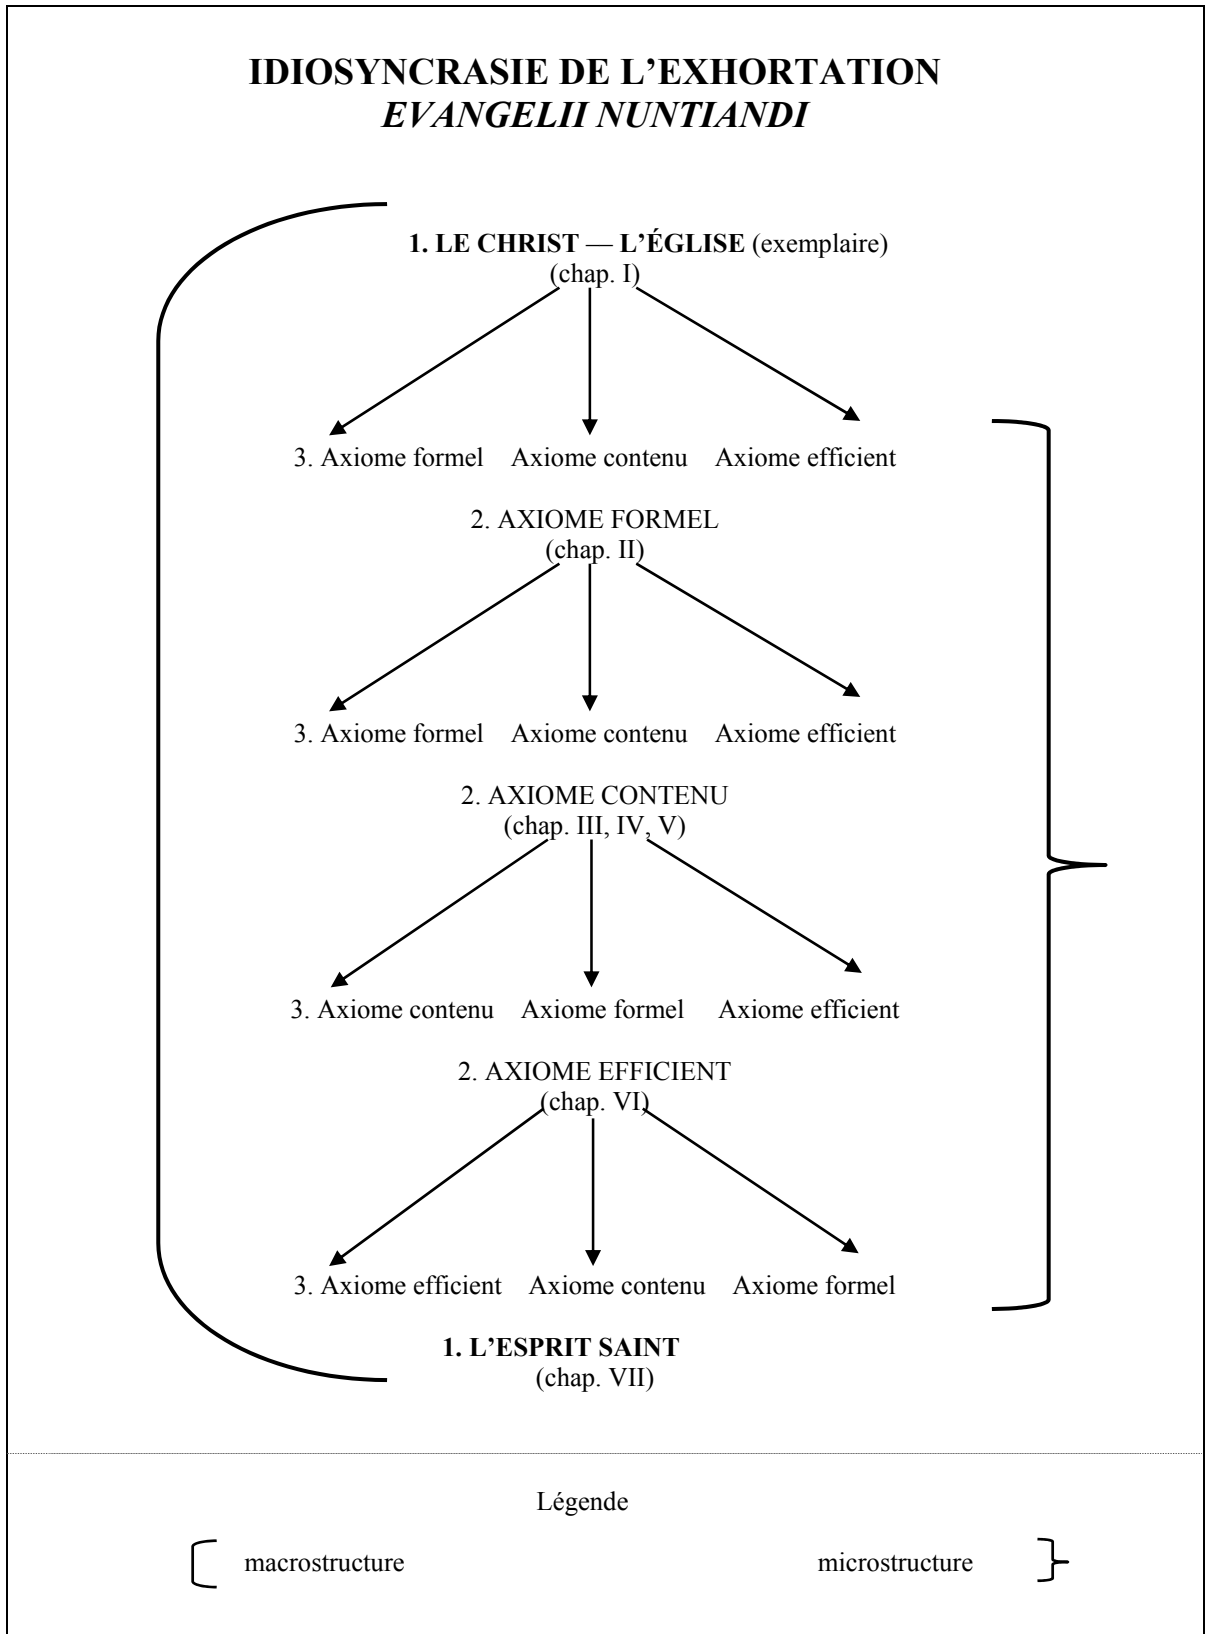 IDIOSYNCRASIE DE L’EXHORTATION
EVANGELII NUNTIANDI
1. LE CHRIST — L’ÉGLISE (exemplaire)
(chap. I)
3. Axiome formel Axiome contenu Axiome efficient
2. AXIOME FORMEL
(chap. II)
3. Axiome formel Axiome contenu Axiome efficient
2. AXIOME CONTENU
(chap. III, IV, V)
3. Axiome contenu Axiome formel Axiome efficient
2. AXIOME EFFICIENT
(chap. VI)
3. Axiome efficient Axiome contenu Axiome formel
1. L’ESPRIT SAINT
(chap. VII)
Légende
macrostructure microstructure